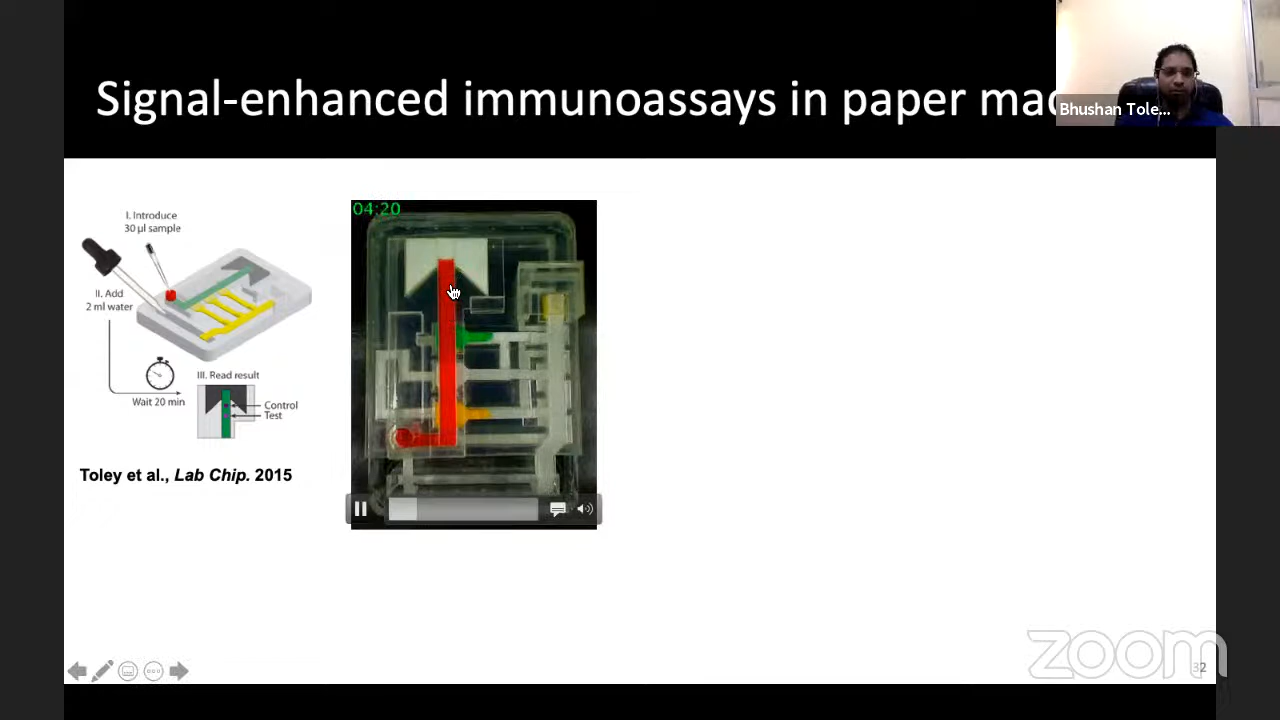 Signal-enhanced immunoassays in paper mac
Bhushan Tole...
04:20
I. Introduce
30 µl sample
II. Add
2 ml water
III. Read result
Wait 20 min
Control
Test
Toley et al., Lab Chip. 2015
zoom
32